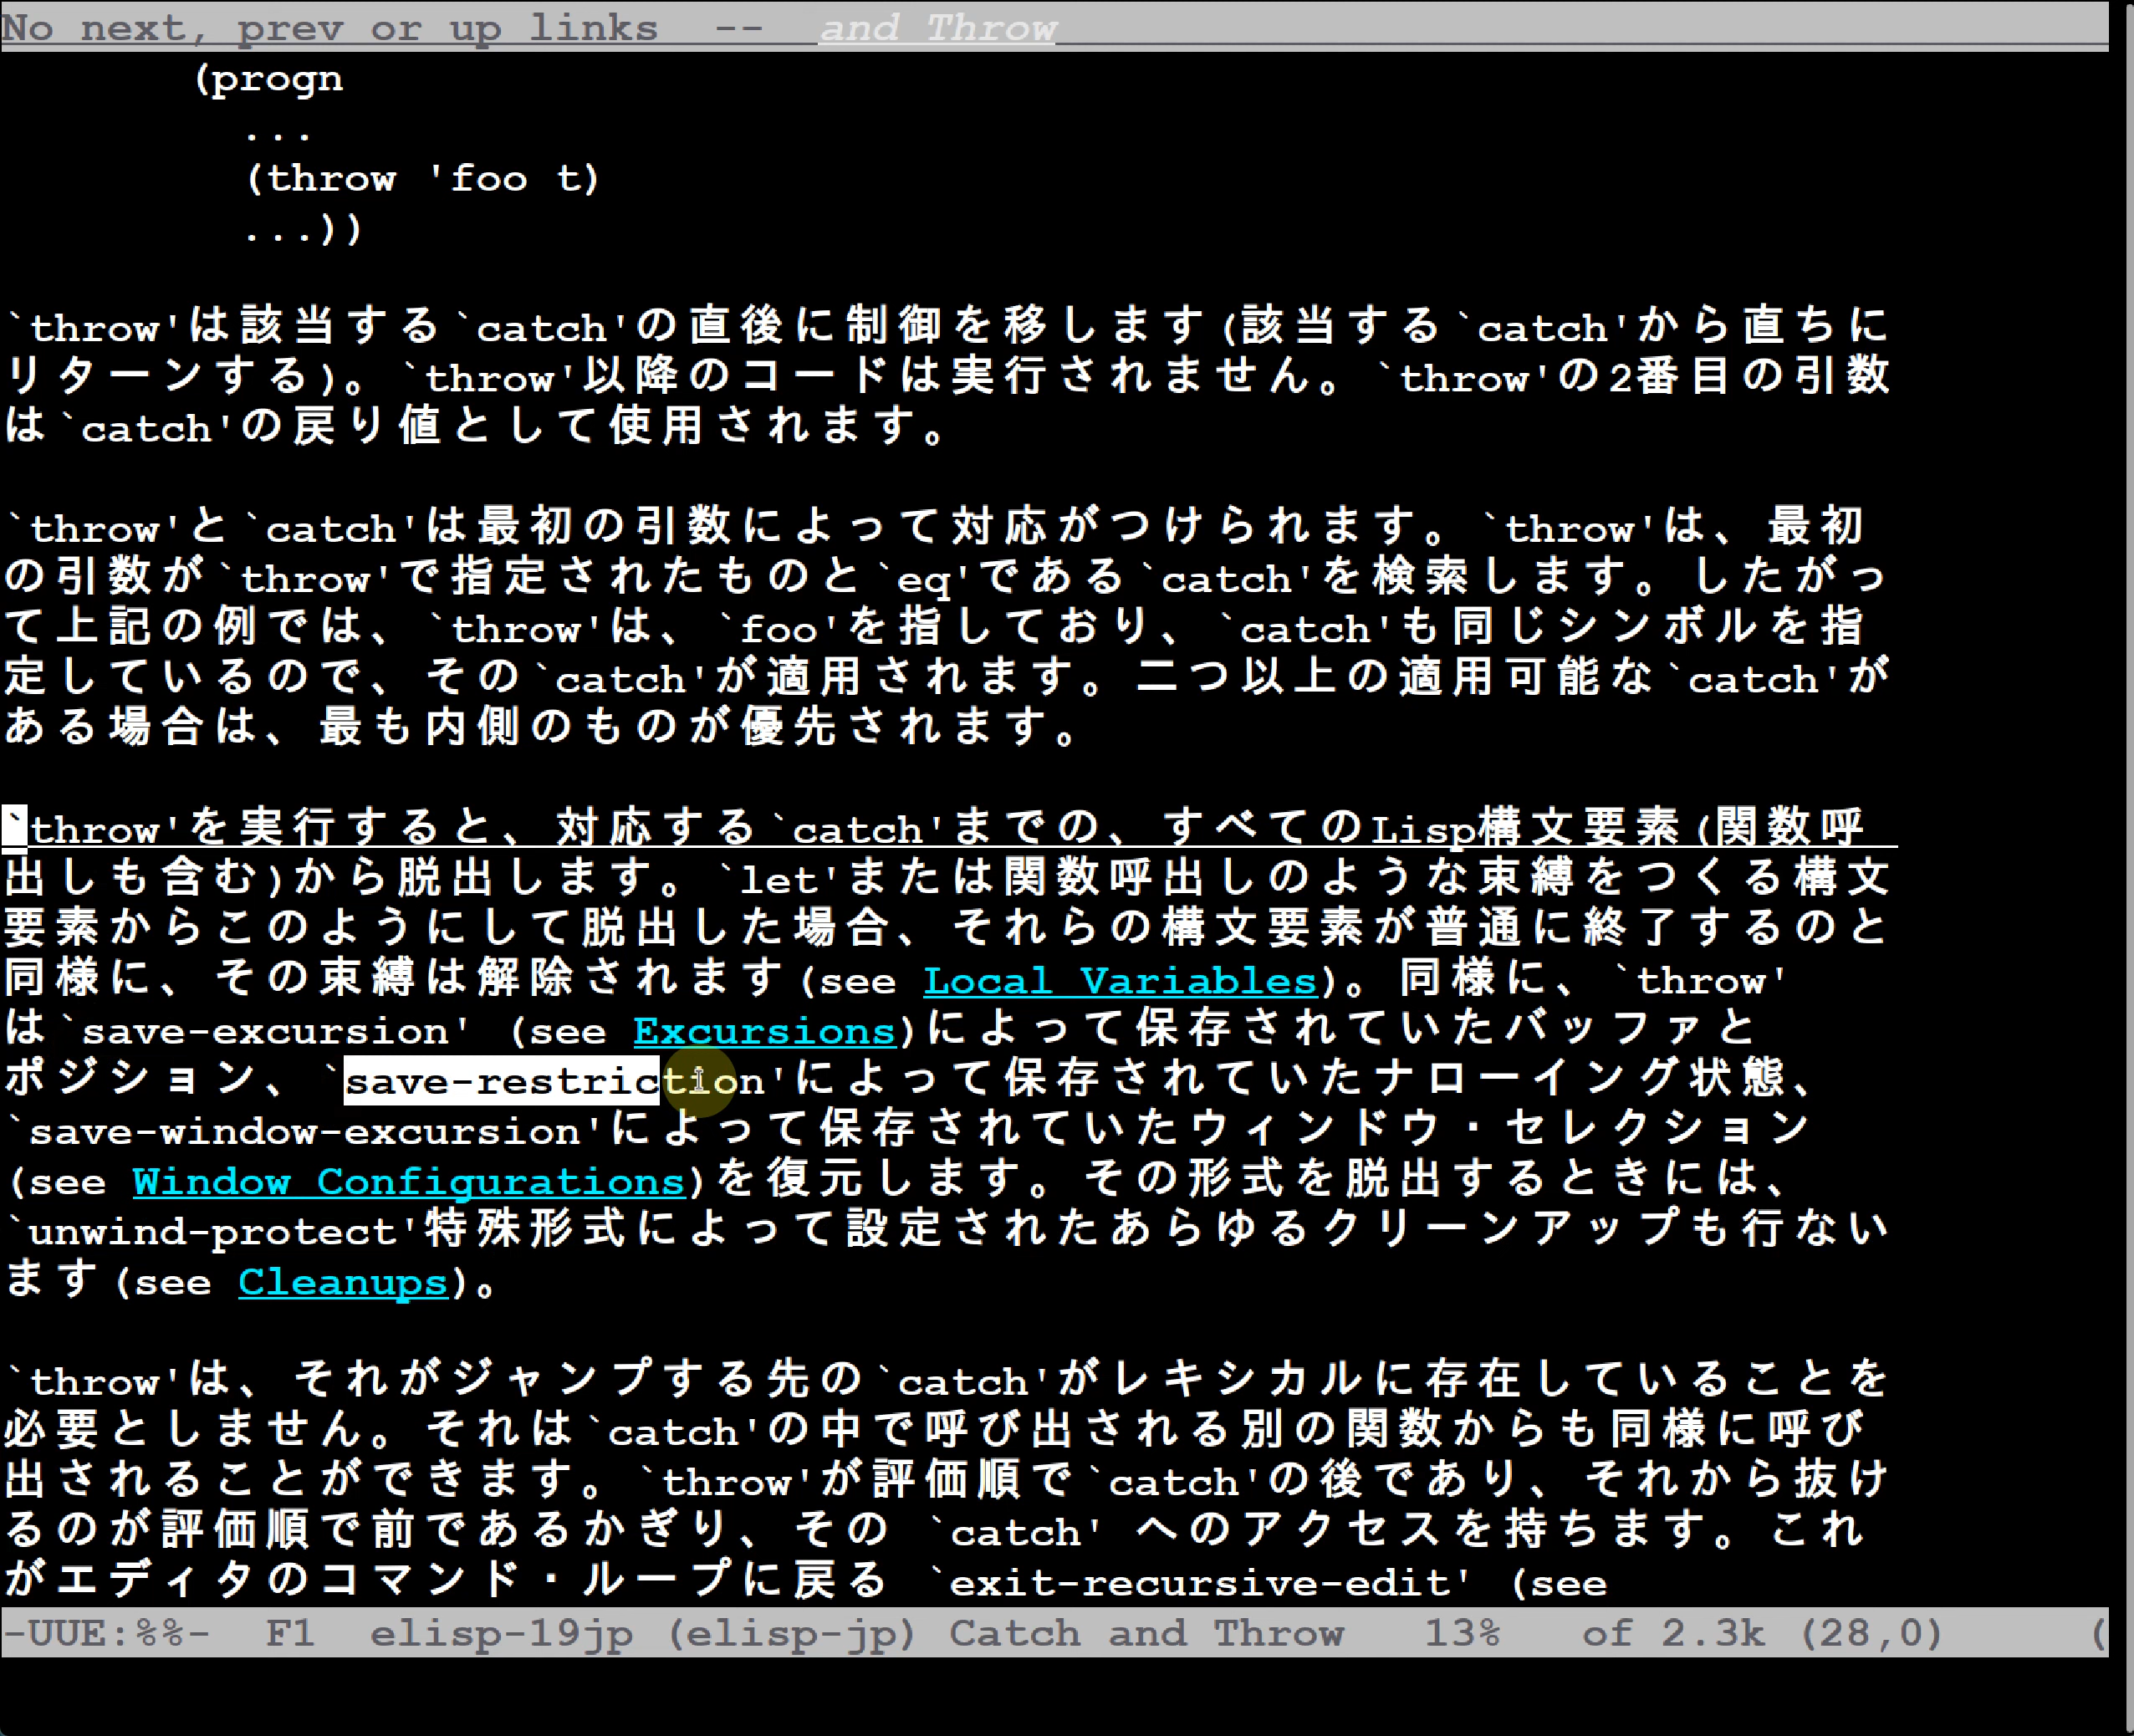 No next, prev or up links  --  and Throw
(progn
...
(throw 'foo t)
...))
`throw'は該当する`catch'の直後に制御を移します(該当する`catch'から直ちに
リターンする)。`throw'以降のコードは実行されません。`throw'の2番目の引数
は`catch'の戻り値として使用されます。
`throw'と`catch'は最初の引数によって対応がつけられます。`throw'は、最初
の引数が`throw'で指定されたものと`eq'である`catch'を検索します。したがっ
て上記の例では、`throw'は、`foo'を指しており、`catch'も同じシンボルを指
定しているので、その`catch'が適用されます。二つ以上の適用可能な`catch'が
ある場合は、最も内側のものが優先されます。
`throw'を実行すると、対応する`catch'までの、すべてのLisp構文要素(関数呼
出しも含む)から脱出します。`let'または関数呼出しのような束縛をつくる構文
要素からこのようにして脱出した場合、それらの構文要素が普通に終了するのと
同様に、その束縛は解除されます(see Local Variables)。同様に、`throw'
は`save-excursion' (see Excursions)によって保存されていたバッファと
ポジション、`save-restriction'によって保存されていたナローイング状態、
`save-window-excursion'によって保存されていたウィンドウ・セレクション
(see Window Configurations)を復元します。その形式を脱出するときには、
`unwind-protect'特殊形式によって設定されたあらゆるクリーンアップも行ない
ます(see Cleanups)。
`throw'は、それがジャンプする先の`catch'がレキシカルに存在していることを
必要としません。それは`catch'の中で呼び出される別の関数からも同様に呼び
出されることができます。`throw'が評価順で`catch'の後であり、それから抜け
るのが評価順で前であるかぎり、その `catch' へのアクセスを持ちます。これ
がエディタのコマンド・ループに戻る `exit-recursive-edit' (see
-UUE:%%-  F1  elisp-19jp (elisp-jp) Catch and Throw   13%   of 2.3k (28,0)     (